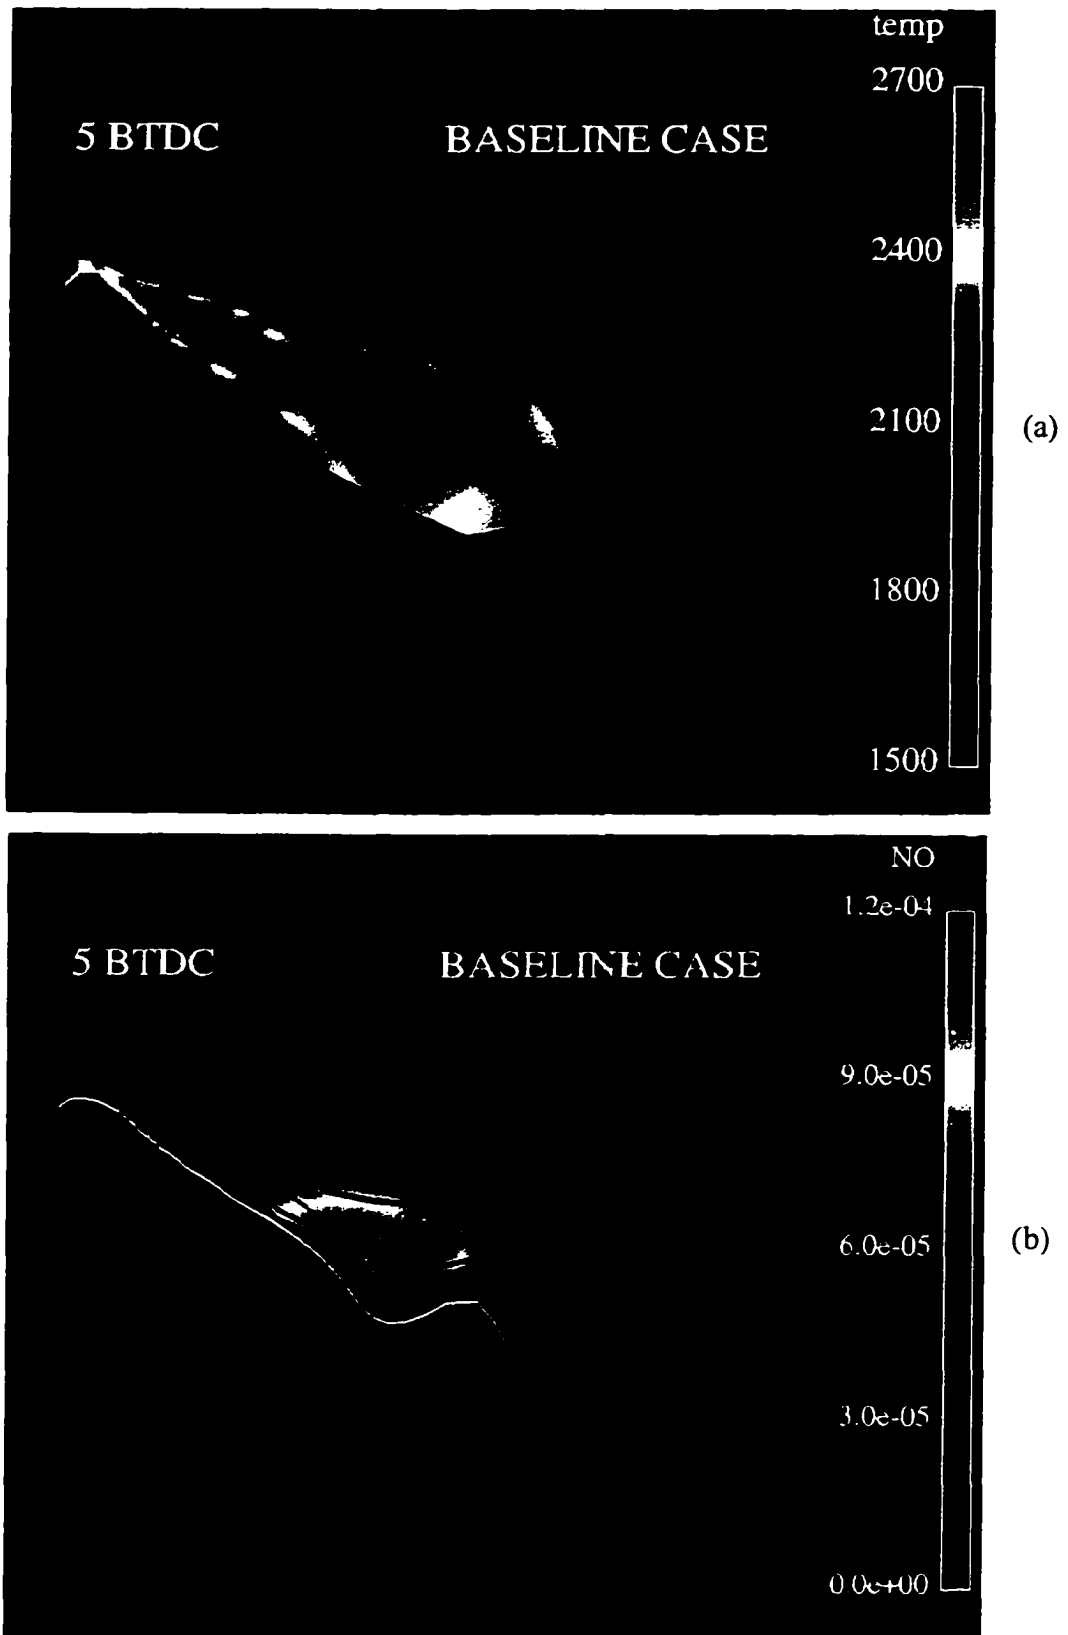 temp
2700
5 BTDC BASELINE CASE
2400
2100
(a)
1800
1500
NO
1.2e-04
5 BTDC BASELINE CASE
9.0e-05
6.0e-05
(b)
3.0e-05
0.0e+00